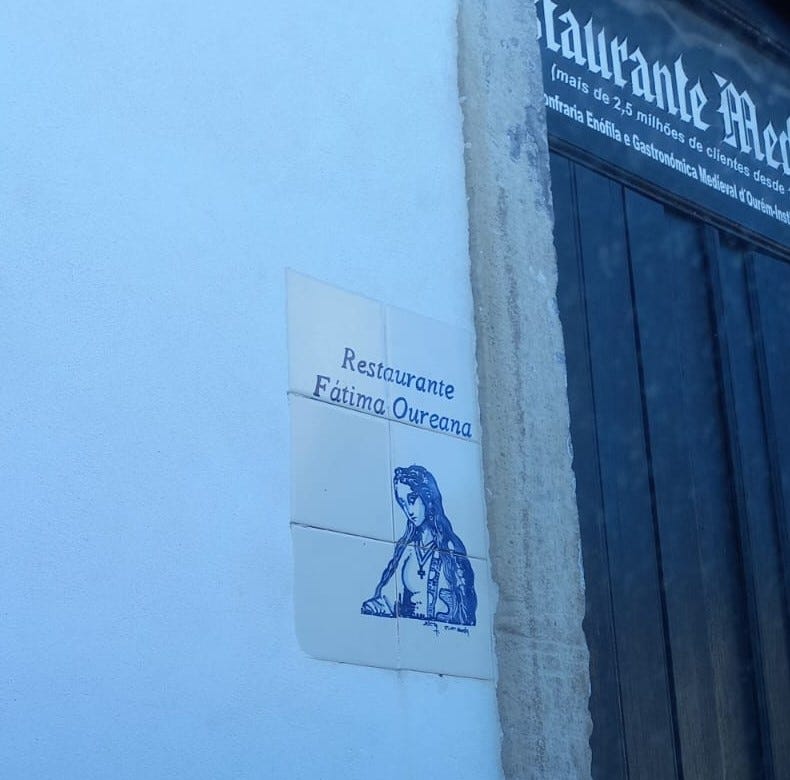 Restaurante
Fátima Oureana
staurante Med
(mais de 2,5 milhões de clientes desde
onfraria Enófila e Gastronómica Medieval d'Ourém-Inst